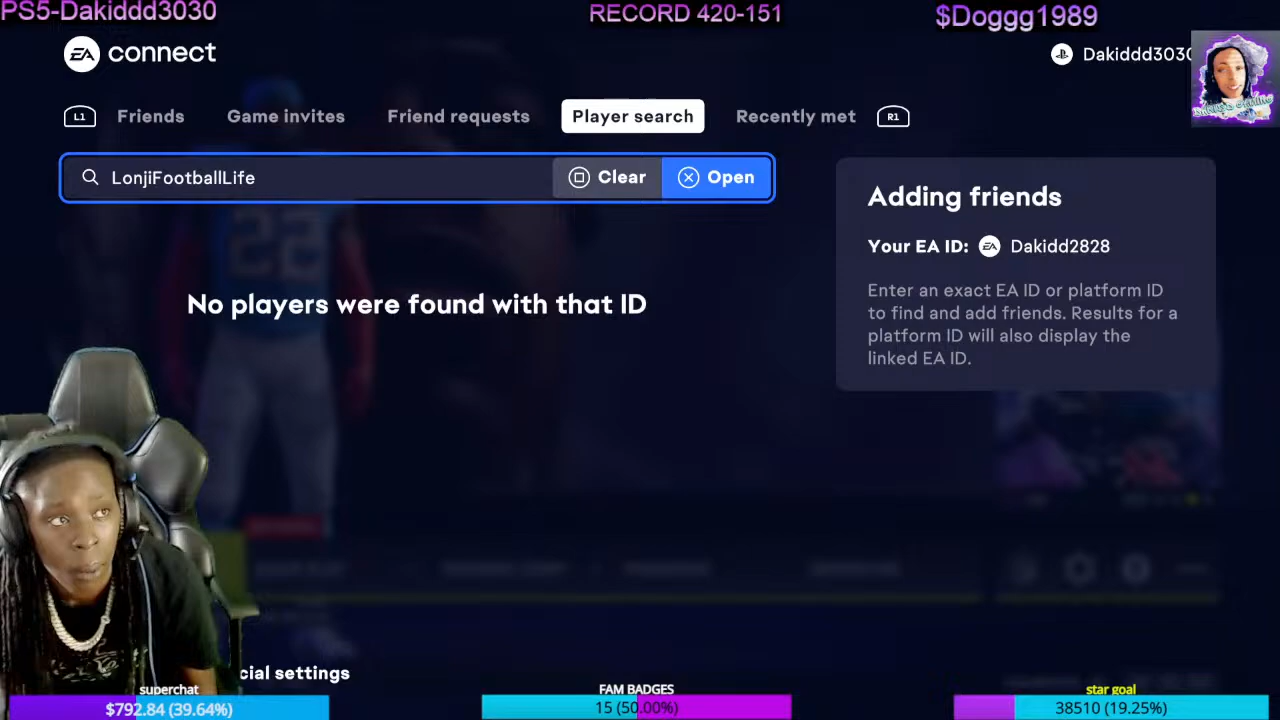 PS5-Dakiddd3030
RECORD 420-151
$Doggg1989
EA connect
Dakiddd3030
L1 Friends Game invites Friend requests Player search Recently met R1
LonjiFootballLife
Clear
Open
Adding friends
Your EA ID: EA Dakidd2828
Enter an exact EA ID or platform ID
to find and add friends. Results for a
platform ID will also display the
linked EA ID.
No players were found with that ID
22
cial settings
superchat
$792.84 (39.64%)
FAM BADGES
15 (50.00%)
star goal
38510 (19.25%)